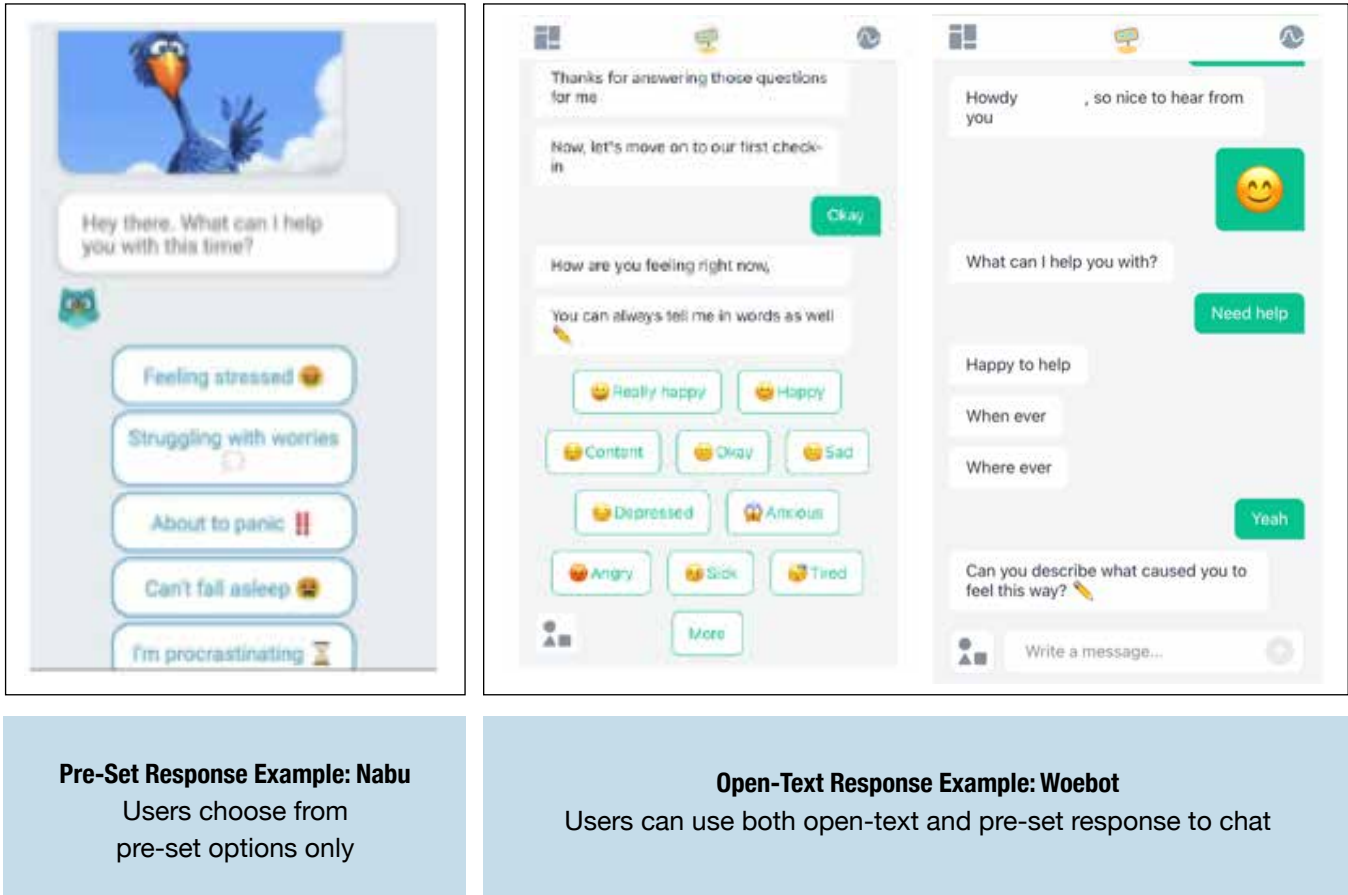 Hey there. What can I help
you with this time?
Feeling stressed
Struggling with worries
About to panic ‼
Can't fall asleep
I'm procrastinating
Thanks for answering those questions
for me
Now, let's move on to our first check-
in
Okay
How are you feeling right now,
You can always tell me in words as well
Really happy
Happy
Content
Okay
Sad
Depressed
Anxious
Angry
Sick
Tired
More
Howdy , so nice to hear from
you
What can I help you with?
Need help
Happy to help
When ever
Where ever
Yeah
Can you describe what caused you to
feel this way?
Write a message...
Pre-Set Response Example: Nabu
Users choose from
pre-set options only
Open-Text Response Example: Woebot
Users can use both open-text and pre-set response to chat